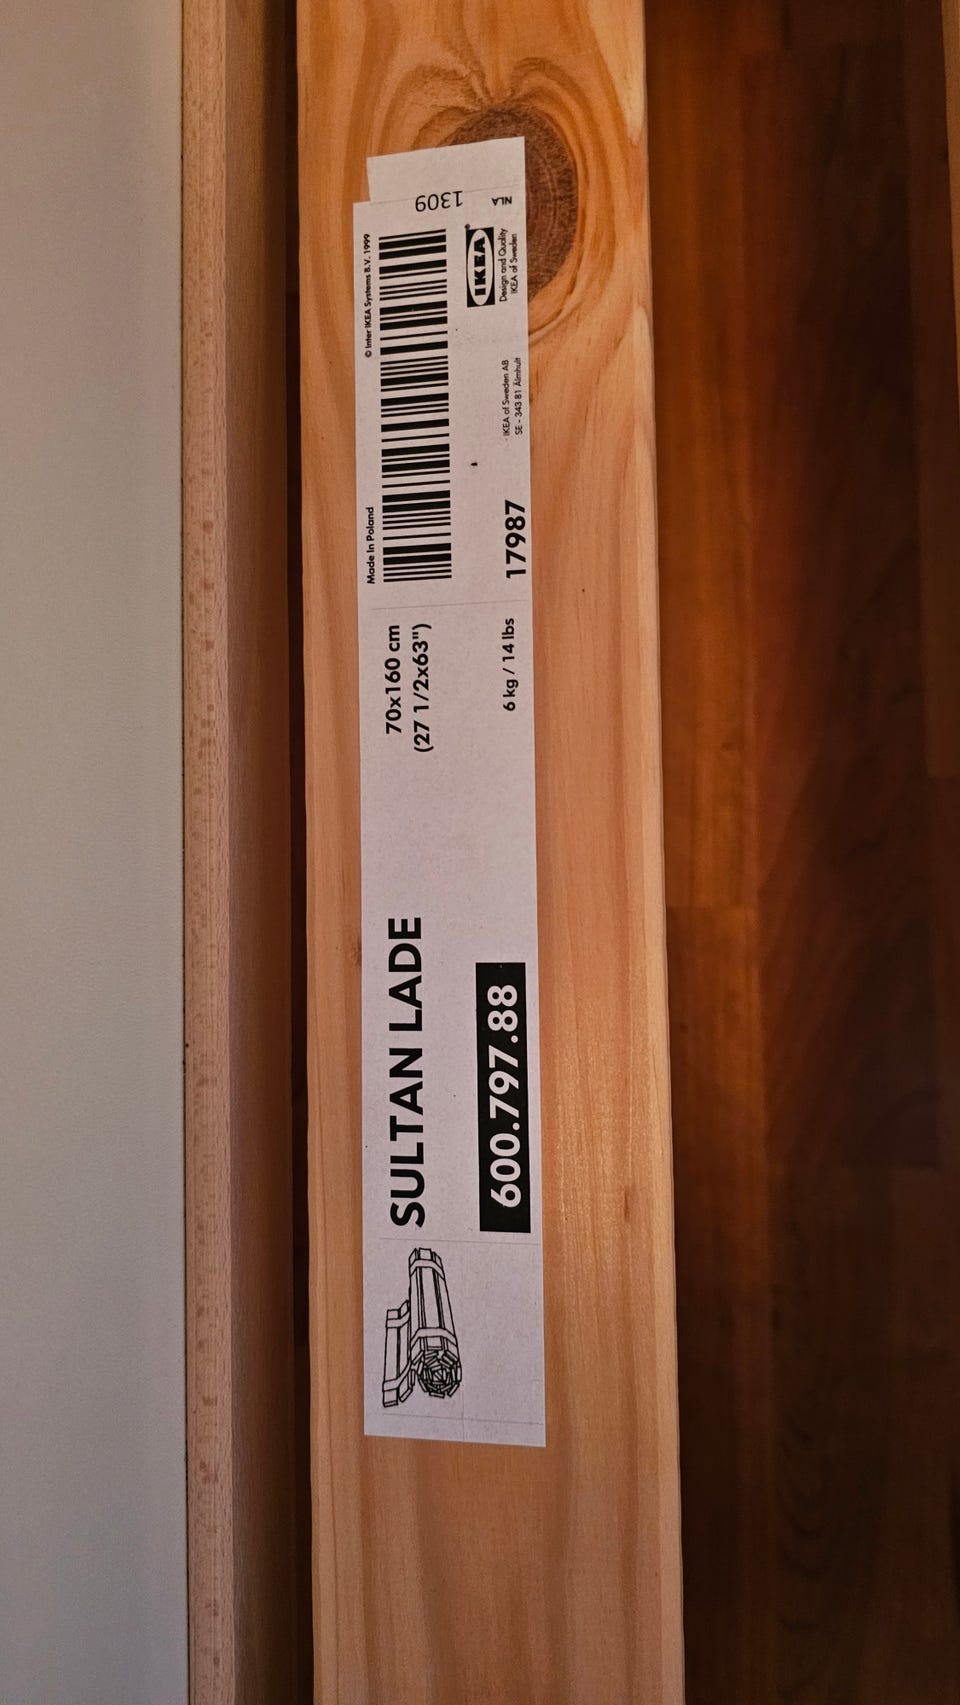 SULTAN LADE
600.797.88
70x160 cm
(27 1/2x63")
6 kg / 14 lbs
Made in Poland
© Inter IKEA Systems B.V. 1999
17987
IKEA of Sweden AB
SE - 343 81 Älmhult
IKEA®
Design and Quality
IKEA of Sweden
1309
NLA